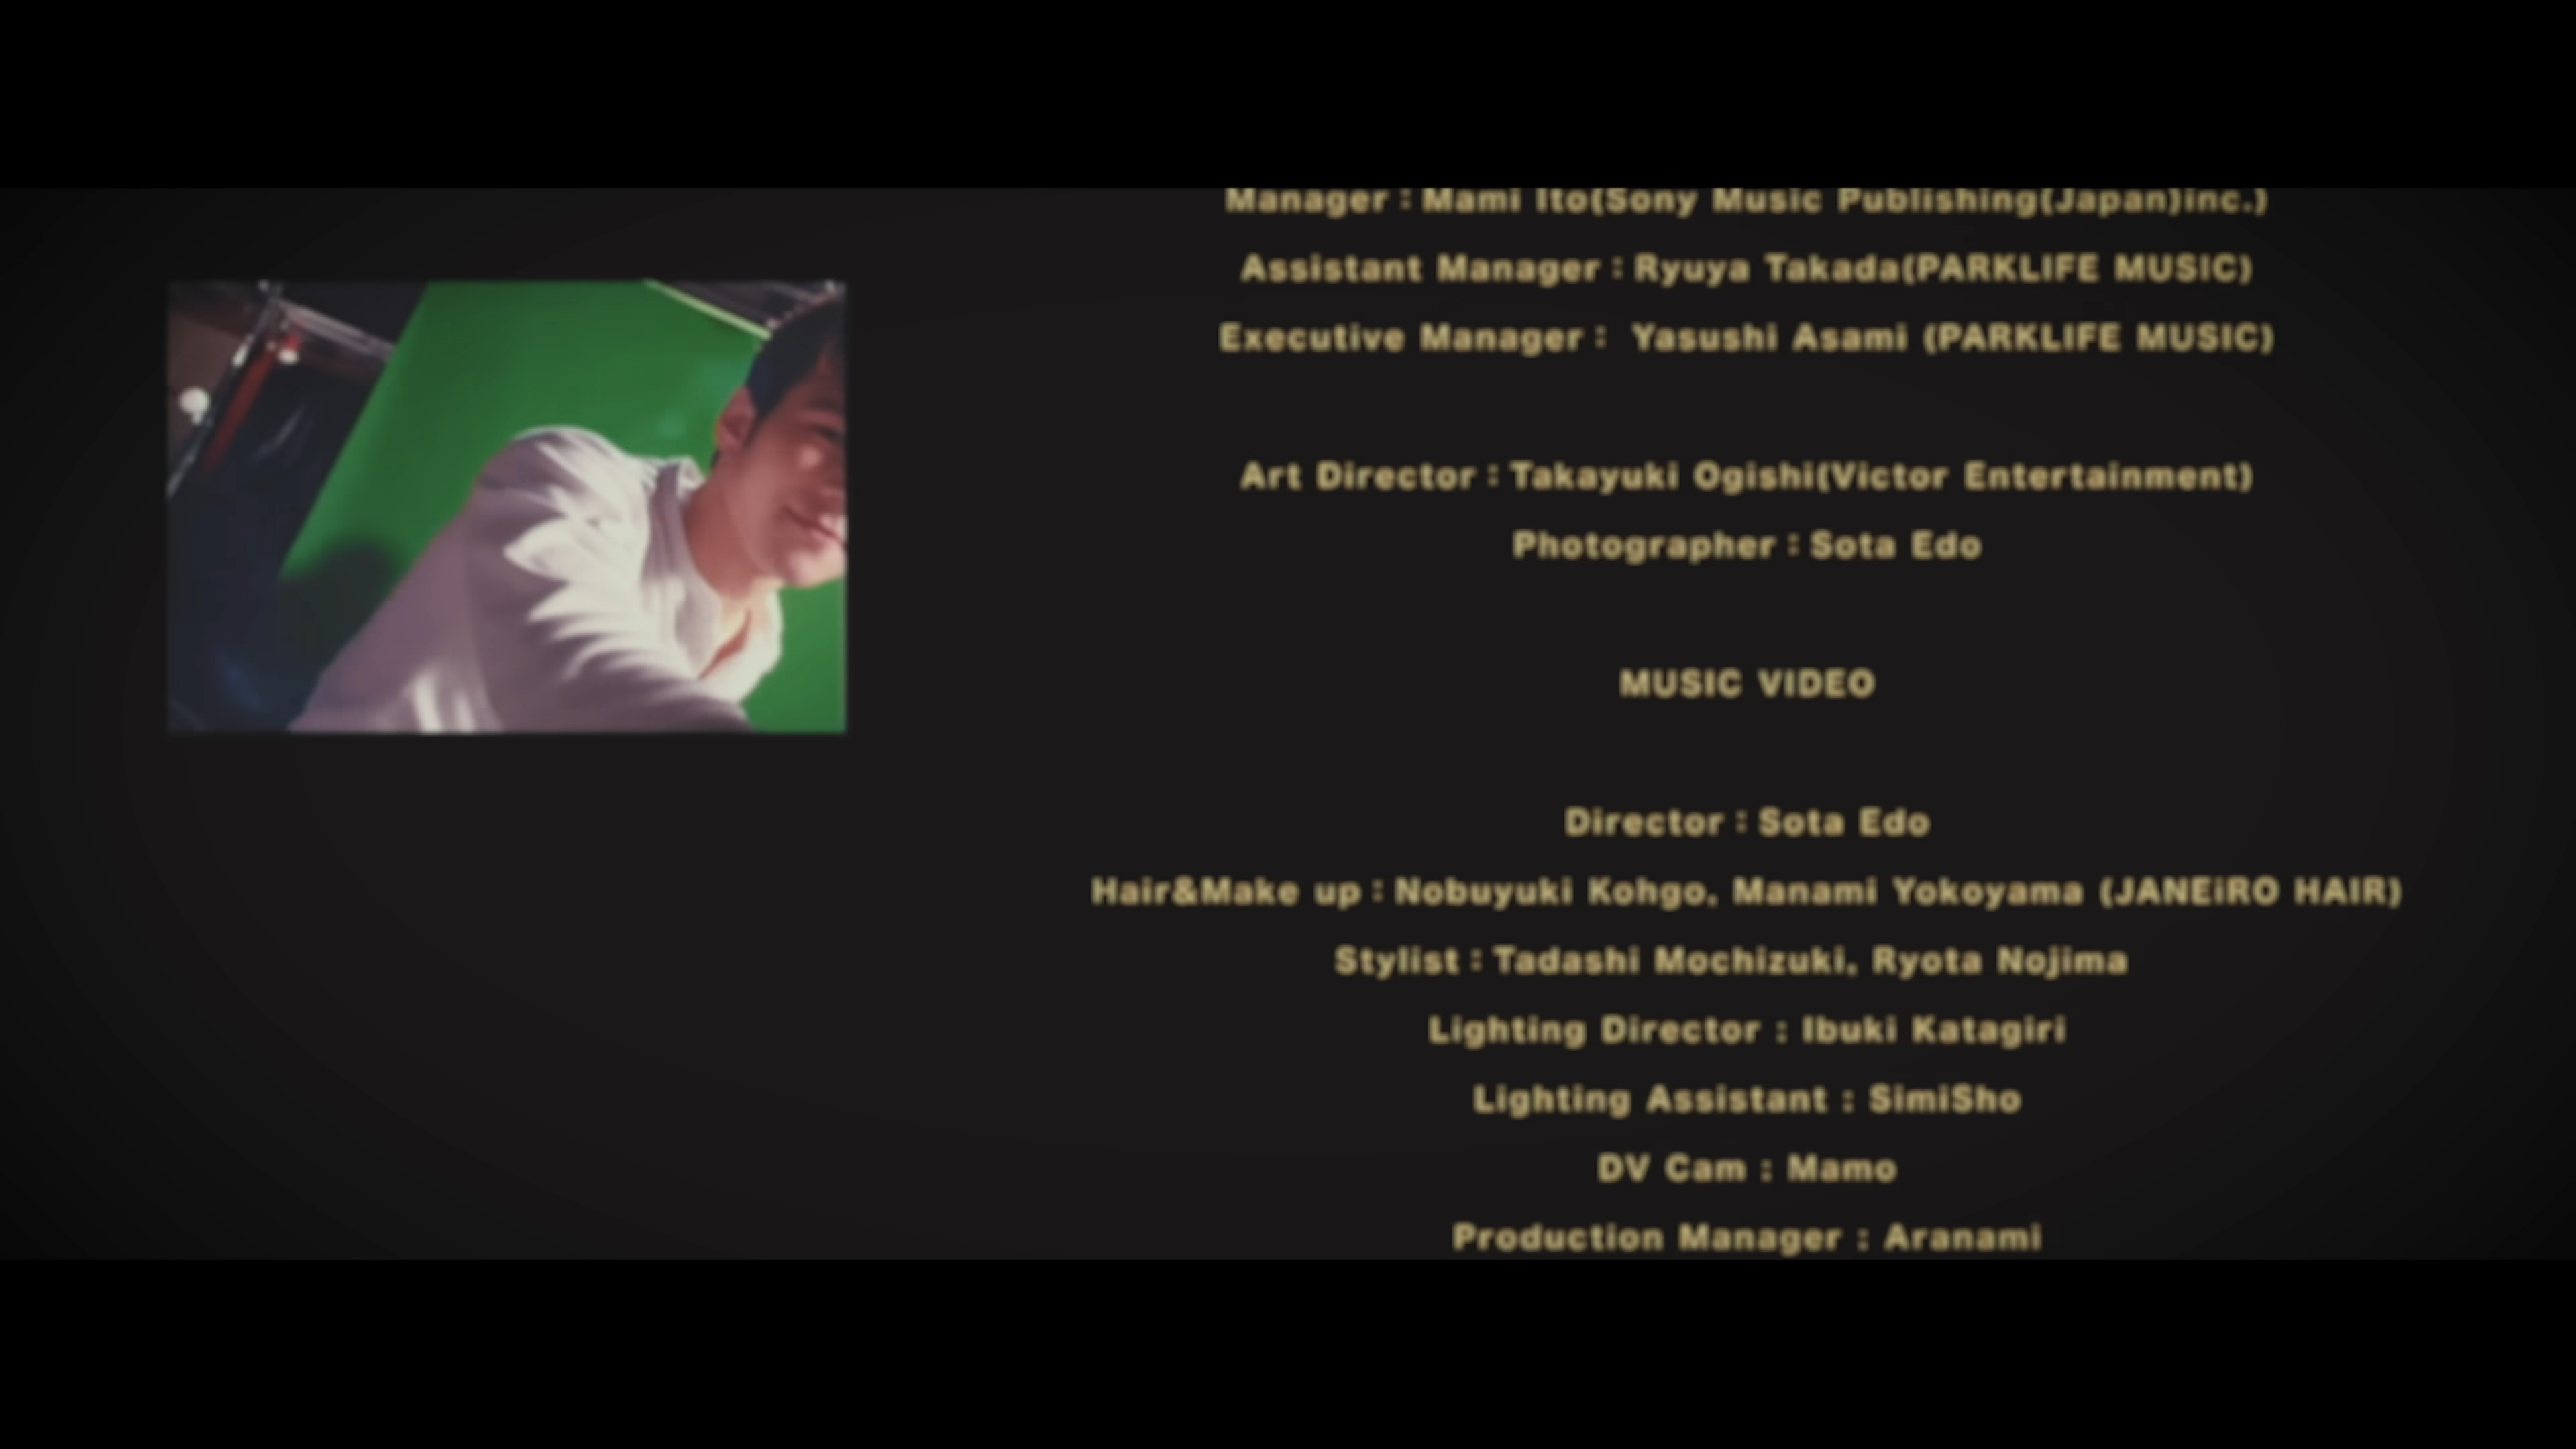 Manager：Mami Ito(Sony Music Publishing(Japan)inc.)
Assistant Manager：Ryuya Takada(PARKLIFE MUSIC)
Executive Manager： Yasushi Asami (PARKLIFE MUSIC)
Art Director：Takayuki Ogishi(Victor Entertainment)
Photographer：Sota Edo
MUSIC VIDEO
Director：Sota Edo
Hair&Make up：Nobuyuki Kohgo, Manami Yokoyama (JANEiRO HAIR)
Stylist：Tadashi Mochizuki, Ryota Nojima
Lighting Director : Ibuki Katagiri
Lighting Assistant : SimiSho
DV Cam : Mamo
Production Manager : Aranami